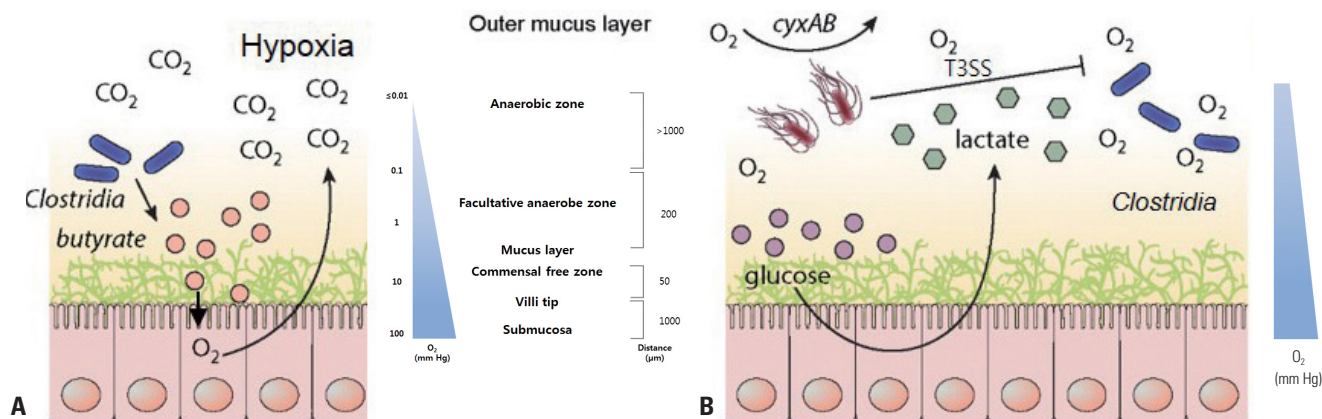 Hypoxia
CO₂
CO₂
CO₂
CO₂
CO₂
CO₂
Clostridia
butyrate
O₂
A
≤0.01
0.1
1
10
100
O₂
(mm Hg)
Outer mucus layer
Anaerobic zone
Facultative anaerobe zone
Mucus layer
Commensal free zone
Villi tip
Submucosa
>1000
200
50
1000
Distance
(μm)
O₂
cyxAB
O₂
T3SS
O₂
O₂
O₂
O₂
O₂
lactate
Clostridia
glucose
B
O₂
(mm Hg)